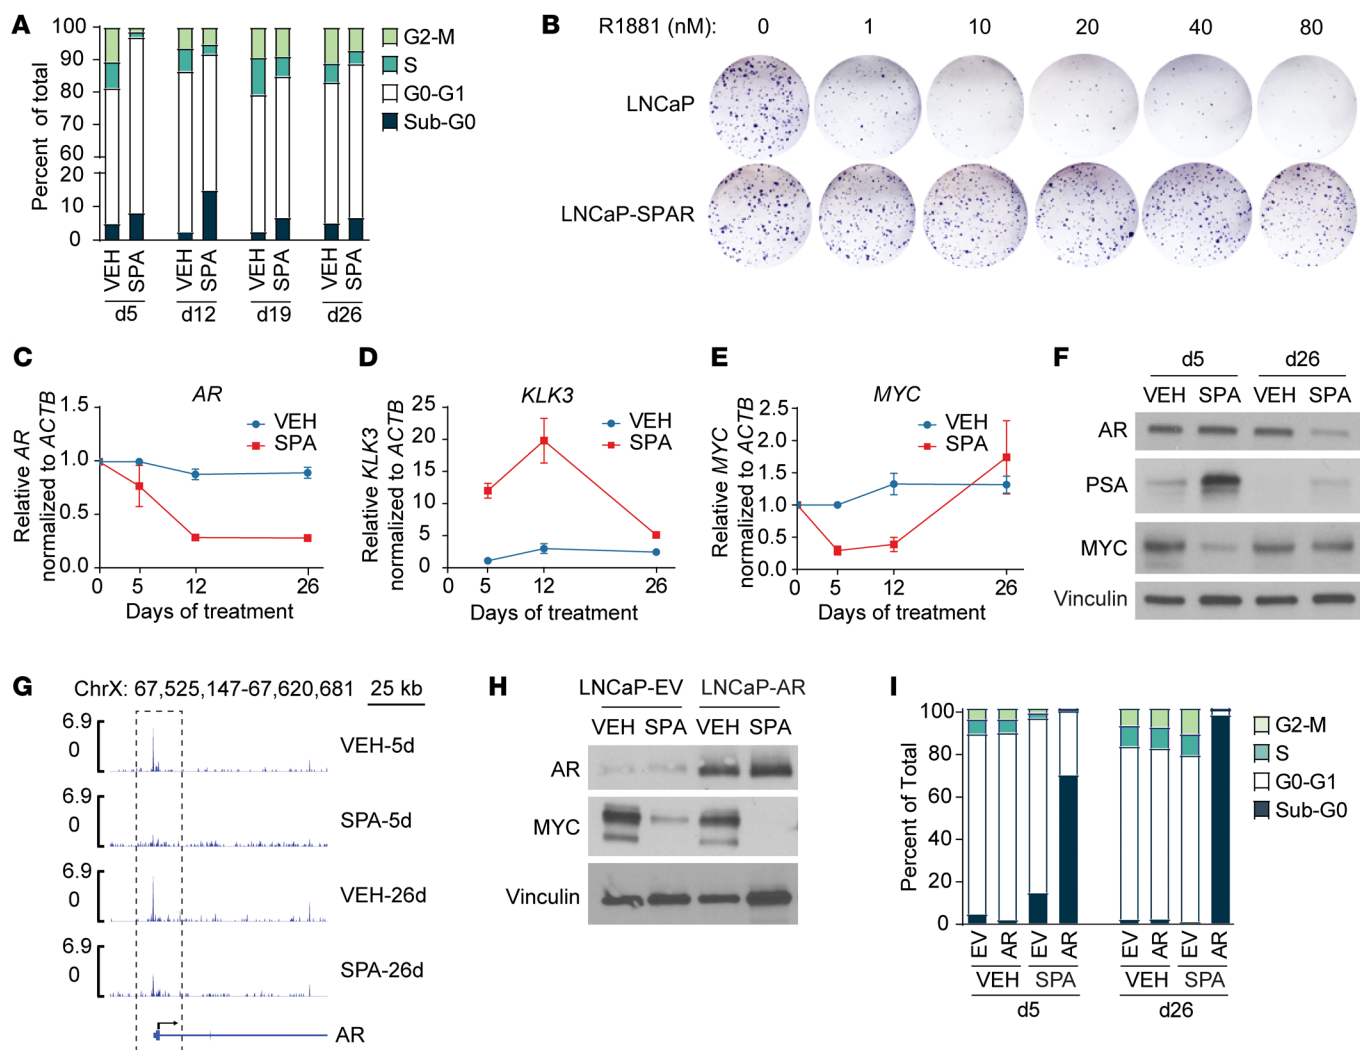 A
100
90
80
70
60
20
10
0
Percent of total
G2-M
S
G0-G1
Sub-G0
VEH SPA VEH SPA VEH SPA VEH SPA
d5 d12 d19 d26
B R1881 (nM): 0 1 10 20 40 80
LNCaP
LNCaP-SPAR
C
AR
1.5
1.0
0.5
0.0
Relative AR
normalized to ACTB
VEH
SPA
0 5 12 26
Days of treatment
D
KLK3
25
20
15
10
5
0
Relative KLK3
normalized to ACTB
VEH
SPA
0 5 12 26
Days of treatment
E
MYC
2.5
2.0
1.5
1.0
0.5
0.0
Relative MYC
normalized to ACTB
VEH
SPA
0 5 12 26
Days of treatment
F
d5 d26
VEH SPA VEH SPA
AR
PSA
MYC
Vinculin
G ChrX: 67,525,147-67,620,681 25 kb
6.9
0
VEH-5d
6.9
0
SPA-5d
6.9
0
VEH-26d
6.9
0
SPA-26d
AR
H
LNCaP-EV LNCaP-AR
VEH SPA VEH SPA
AR
MYC
Vinculin
I
100
80
60
40
20
0
Percent of Total
G2-M
S
G0-G1
Sub-G0
EV AR EV AR EV AR EV AR
VEH SPA VEH SPA
d5 d26